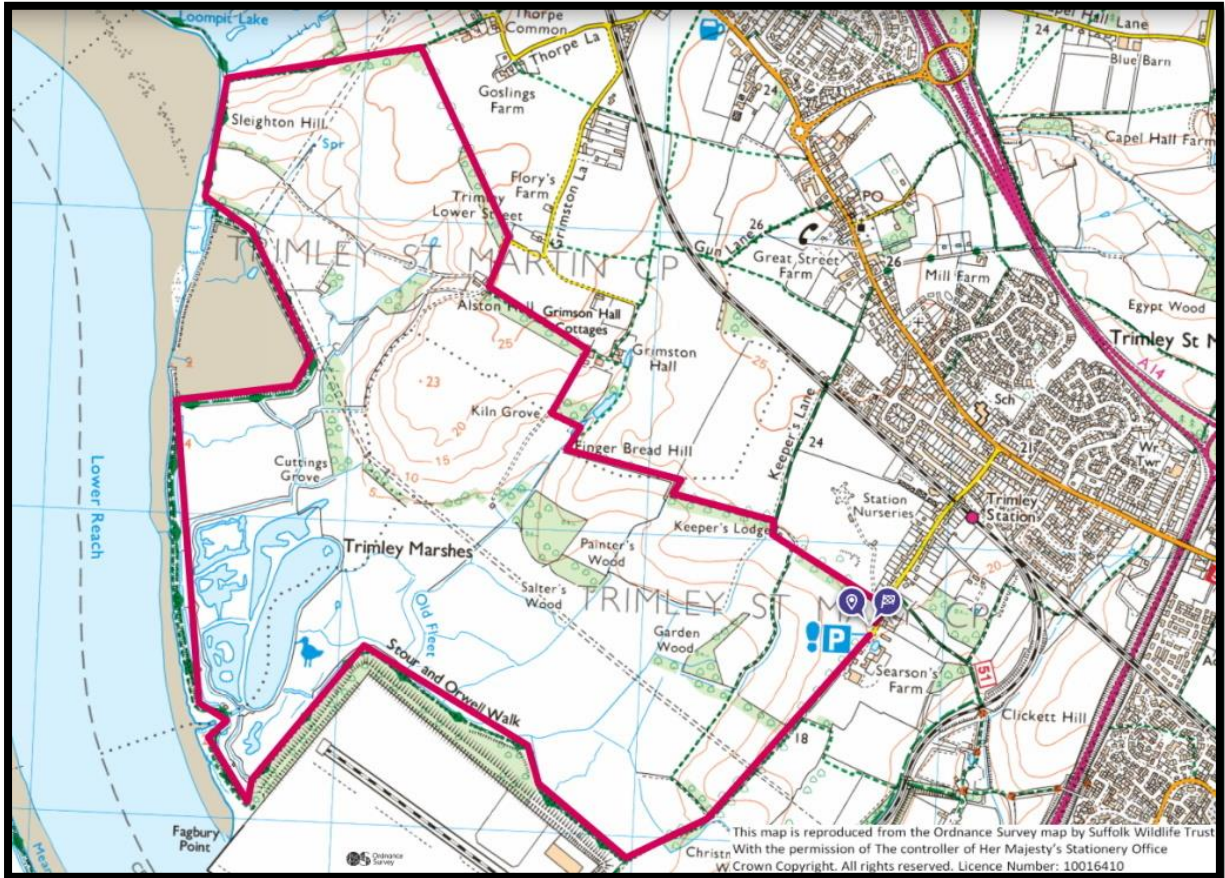 Loompit Lake
Thorpe
Common
Thorpe La
Capel Hall
Lane
24
Blue Barn
Goslings
Farm
24
Sleighton Hill
Spr
Capel Hall Farm
Flory's
Farm
Trimley
Lower Street
Grimston La
PO
26
Gun Lane
Great Street
Farm
26
Mill Farm
TRIMLEY ST MARTIN CP
Egypt Wood
Alston Hall
Grimson Hall
Cottages
25
Grimston
Hall
25
Trimley St M
A14
23
2
Kiln Grove
20
15
10
5
Sch
Keeper's Lane
24
4
Finger Bread Hill
21
Wr
Twr
Lower Reach
Cuttings
Grove
Station
Nurseries
Trimley
Station
Keeper's Lodge
Trimley Marshes
Painter's
Wood
20
Salter's
Wood
TRIMLEY ST MARY CP
Old Fleet
Garden
Wood
P
Searson's
Farm
51
Stour and Orwell Walk
18
Clickett Hill
Fagbury
Point
Ordnance
Survey
This map is reproduced from the Ordnance Survey map by Suffolk Wildlife Trust
With the permission of The controller of Her Majesty's Stationery Office
Crown Copyright. All rights reserved. Licence Number: 10016410